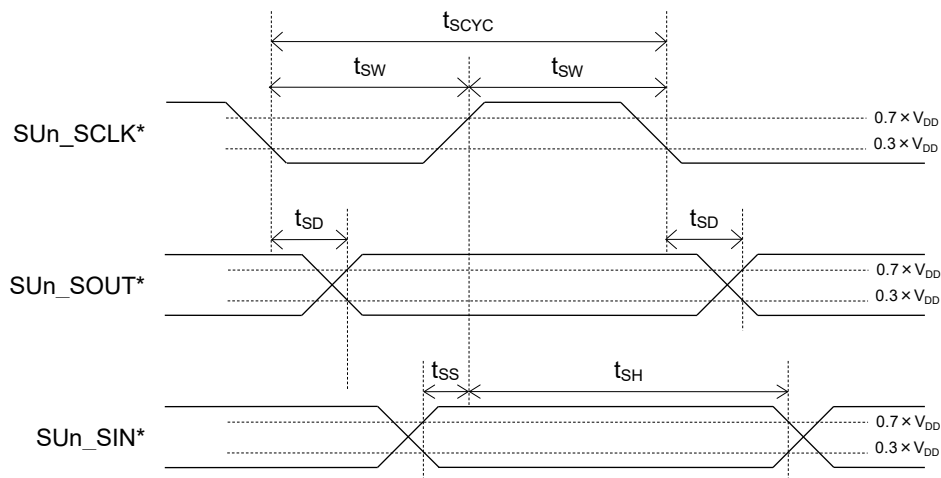 tSCYC
tSW tSW
SUn_SCLK*
0.7 × VDD
0.3 × VDD
tSD tSD
SUn_SOUT*
0.7 × VDD
0.3 × VDD
tSS tSH
SUn_SIN*
0.7 × VDD
0.3 × VDD